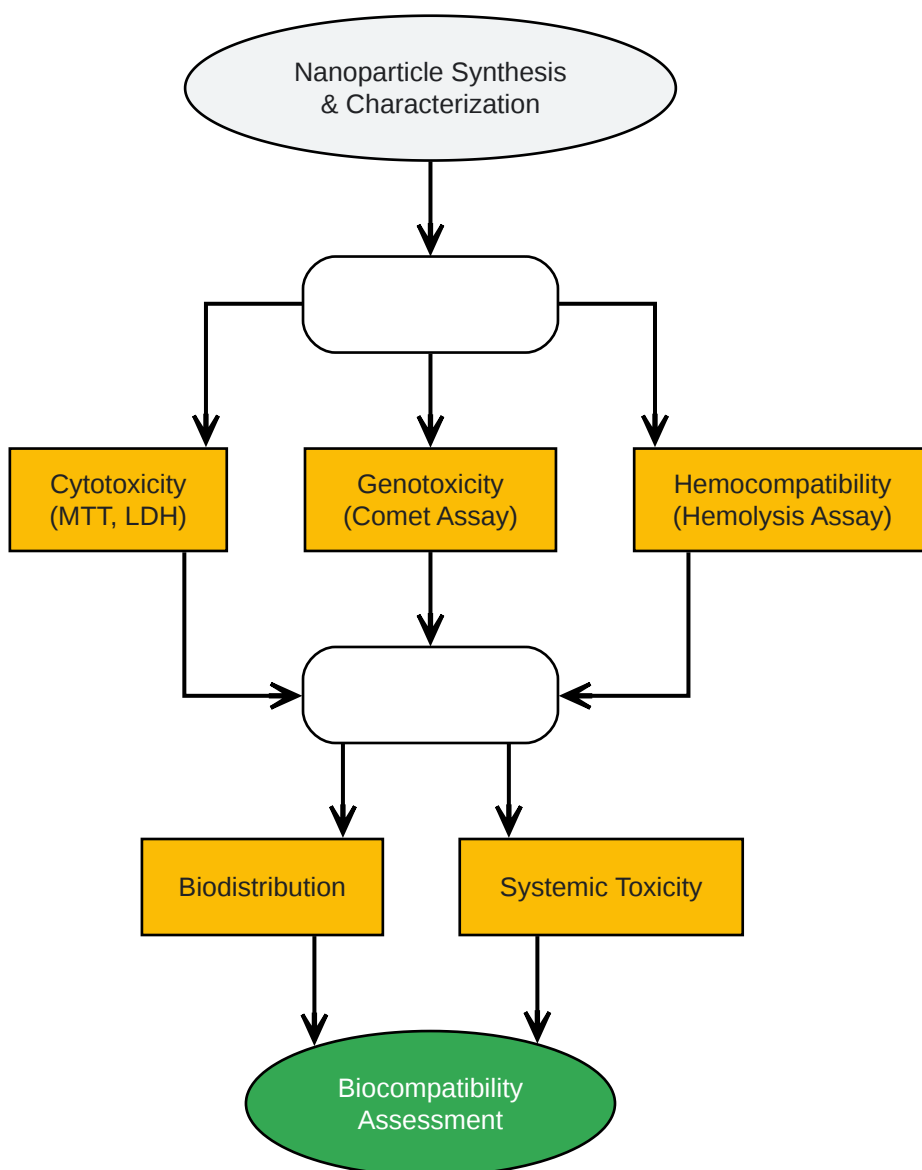 Nanoparticle Synthesis
& Characterization
Cytotoxicity
(MTT, LDH)
Genotoxicity
(Comet Assay)
Hemocompatibility
(Hemolysis Assay)
Biodistribution
Systemic Toxicity
Biocompatibility
Assessment